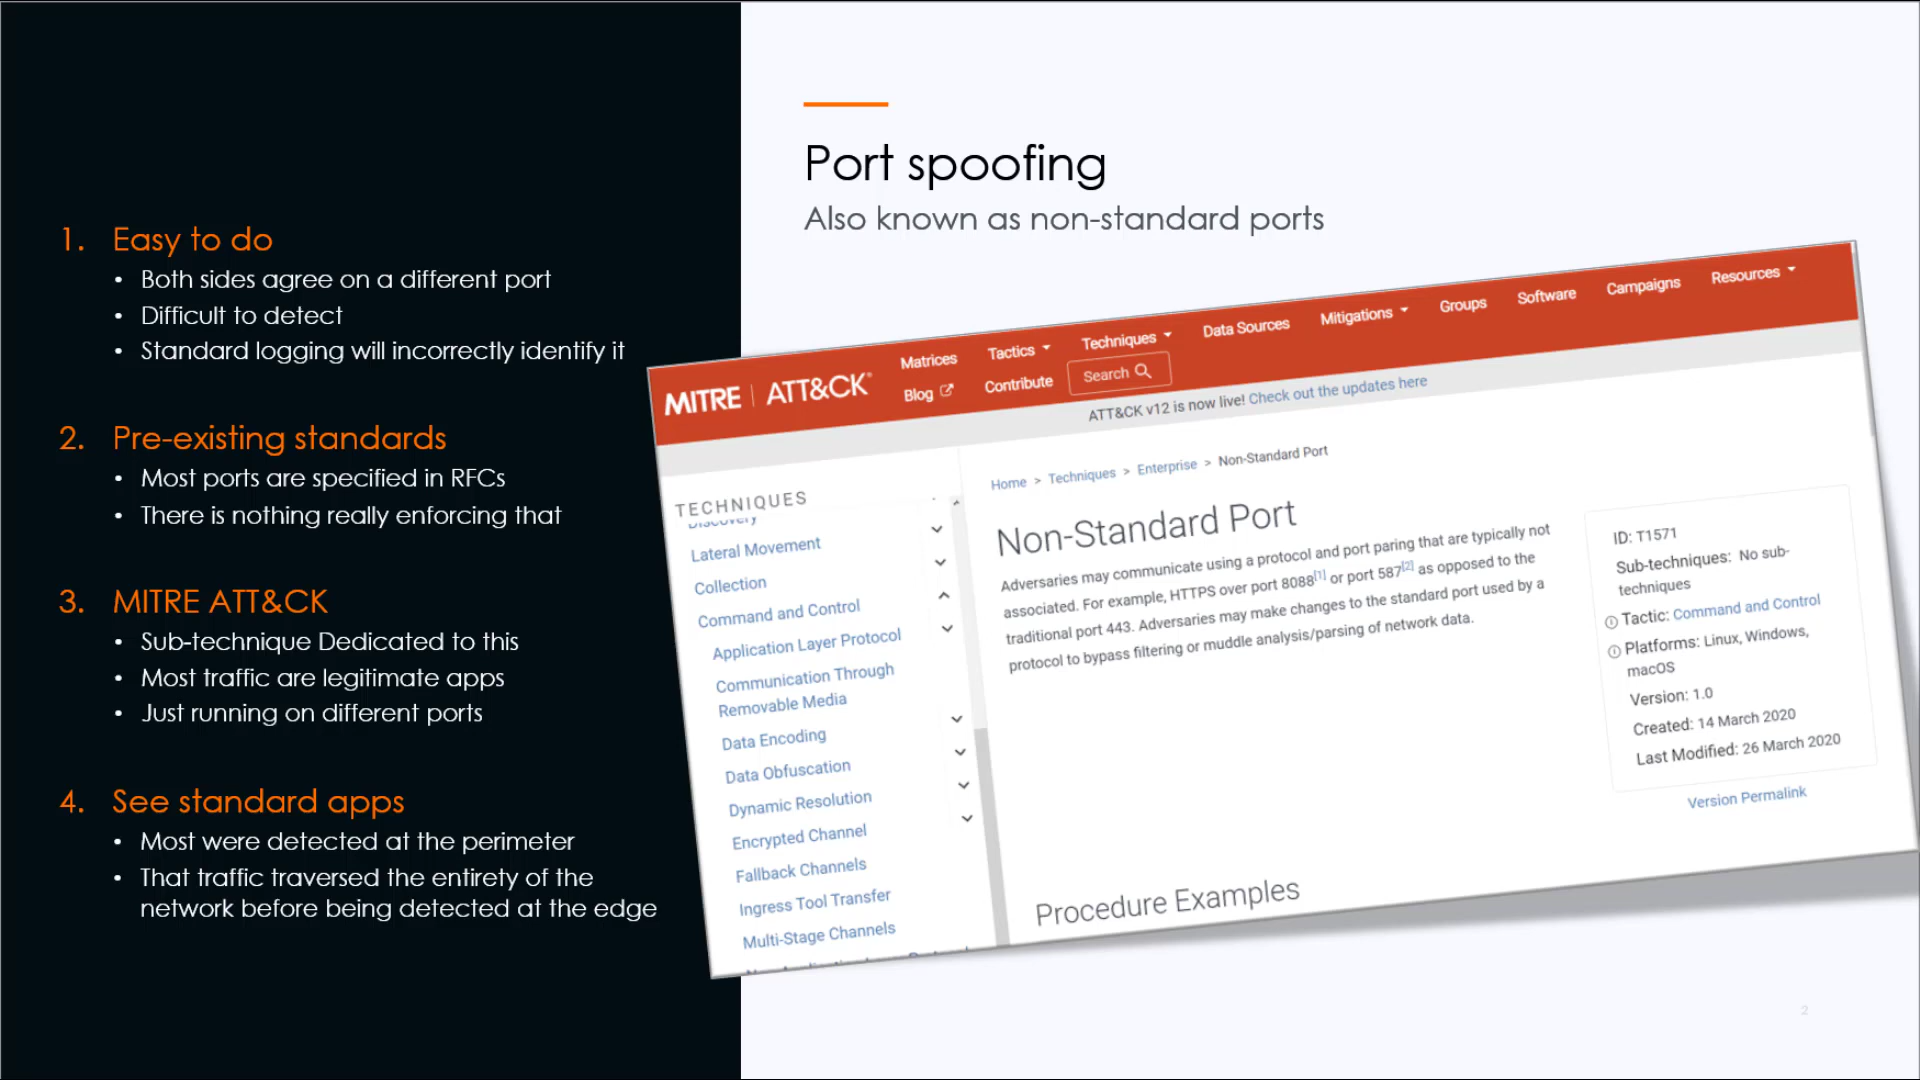 1. Easy to do
• Both sides agree on a different port
• Difficult to detect
• Standard logging will incorrectly identify it
2. Pre-existing standards
• Most ports are specified in RFCs
• There is nothing really enforcing that
3. MITRE ATT&CK
• Sub-technique Dedicated to this
• Most traffic are legitimate apps
• Just running on different ports
4. See standard apps
• Most were detected at the perimeter
• That traffic traversed the entirety of the
network before being detected at the edge
Port spoofing
Also known as non-standard ports
MITRE | ATT&CK®
Matrices Tactics Techniques Data Sources Mitigations Groups Software Campaigns Resources
Blog Contribute Search
ATT&CK v12 is now live! Check out the updates here
TECHNIQUES
Discovery
Lateral Movement
Collection
Command and Control
Application Layer Protocol
Communication Through
Removable Media
Data Encoding
Data Obfuscation
Dynamic Resolution
Encrypted Channel
Fallback Channels
Ingress Tool Transfer
Multi-Stage Channels
Home > Techniques > Enterprise > Non-Standard Port
Non-Standard Port
Adversaries may communicate using a protocol and port paring that are typically not
associated. For example, HTTPS over port 8088[1] or port 587[2] as opposed to the
traditional port 443. Adversaries may make changes to the standard port used by a
protocol to bypass filtering or muddle analysis/parsing of network data.
ID: T1571
Sub-techniques: No sub-
techniques
Tactic: Command and Control
Platforms: Linux, Windows,
macOS
Version: 1.0
Created: 14 March 2020
Last Modified: 26 March 2020
Version Permalink
Procedure Examples
2